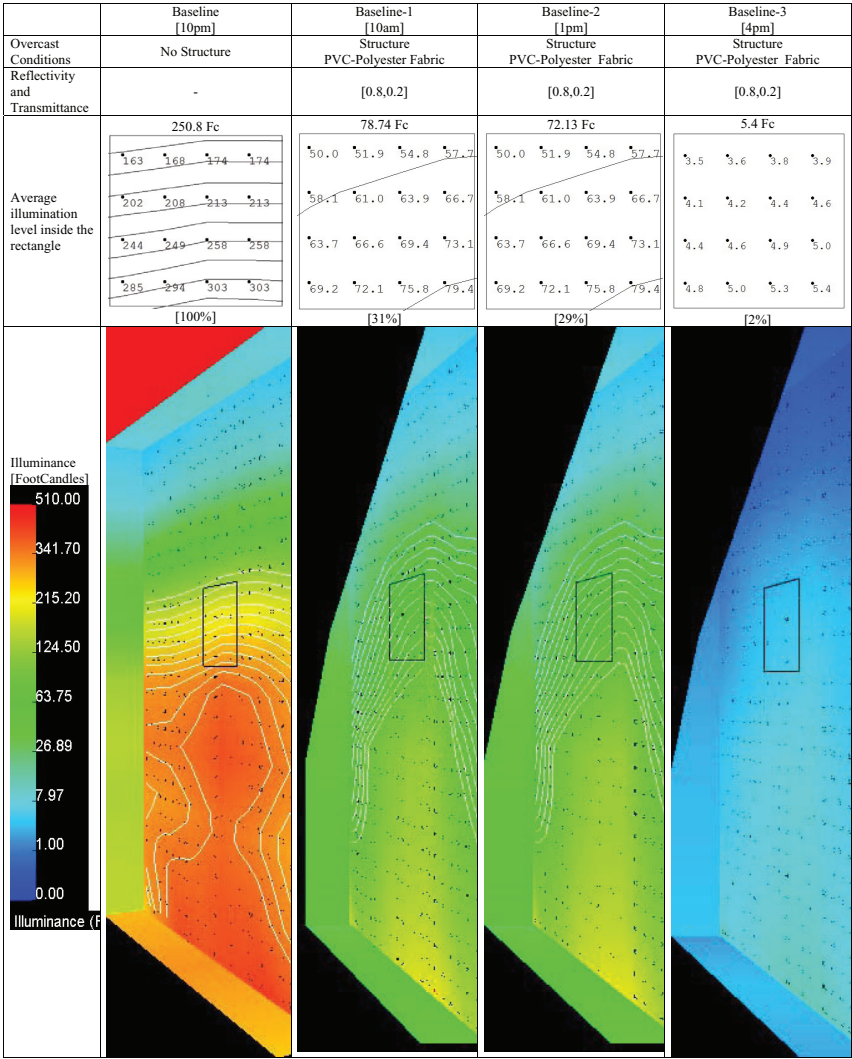 Baseline
[10pm]
Baseline-1
[10am]
Baseline-2
[1pm]
Baseline-3
[4pm]
Overcast
Conditions
No Structure
Structure
PVC-Polyester Fabric
Structure
PVC-Polyester Fabric
Structure
PVC-Polyester Fabric
Reflectivity
and
Transmittance
-
[0.8,0.2]
[0.8,0.2]
[0.8,0.2]
Average
illumination
level inside the
rectangle
250.8 Fc
163 168 174 174
202 208 213 213
244 249 258 258
285 294 303 303
[100%]
78.74 Fc
50.0 51.9 54.8 57.7
58.1 61.0 63.9 66.7
63.7 66.6 69.4 73.1
69.2 72.1 75.8 79.4
[31%]
72.13 Fc
50.0 51.9 54.8 57.7
58.1 61.0 63.9 66.7
63.7 66.6 69.4 73.1
69.2 72.1 75.8 79.4
[29%]
5.4 Fc
3.5 3.6 3.8 3.9
4.1 4.2 4.4 4.6
4.4 4.6 4.9 5.0
4.8 5.0 5.3 5.4
[2%]
Illuminance
[FootCandles]
510.00
341.70
215.20
124.50
63.75
26.89
7.97
1.00
0.00
Illuminance (F